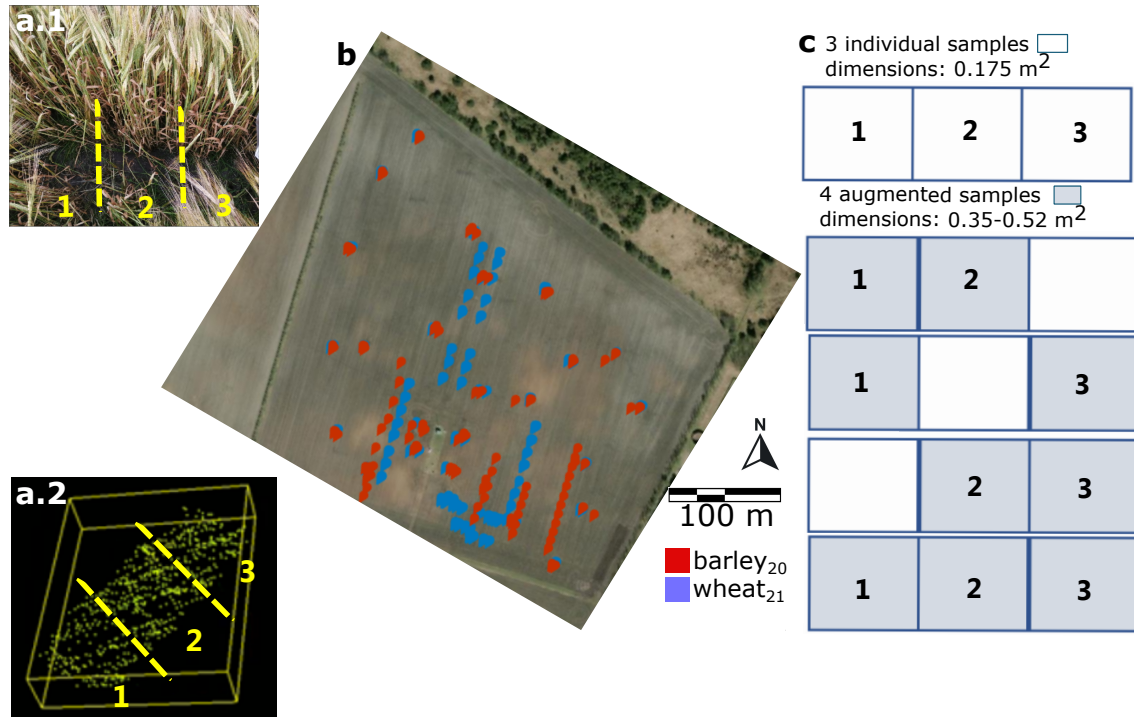 a.1
1 2 3
b
N
100 m
barley20
wheat21
a.2
3
2
1
c 3 individual samples
dimensions: 0.175 m2
1 2 3
4 augmented samples
dimensions: 0.35-0.52 m2
1 2
1 3
2 3
1 2 3